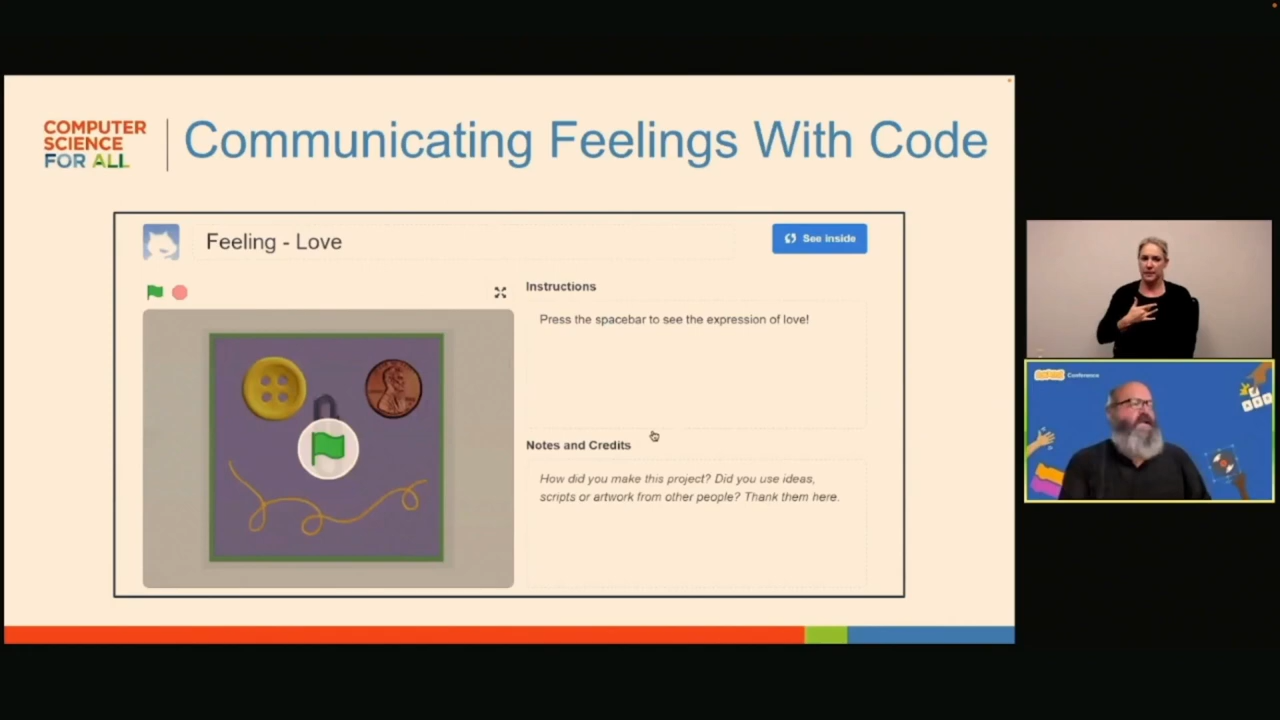 COMPUTER
SCIENCE
FOR ALL
Communicating Feelings With Code
Feeling - Love
See inside
Instructions
Press the spacebar to see the expression of love!
Notes and Credits
How did you make this project? Did you use ideas,
scripts or artwork from other people? Thank them here.
Conference